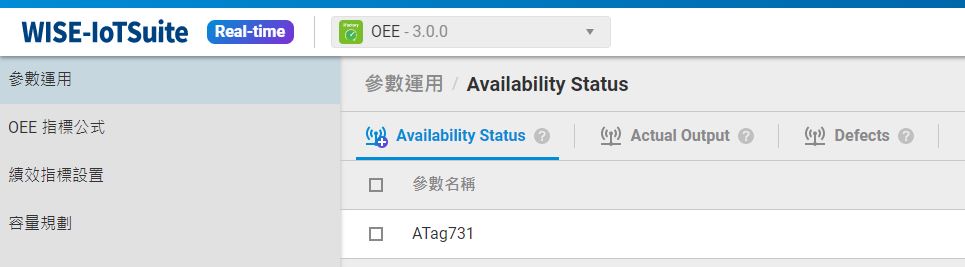 WISE-IoTSuite Real-time iFactory OEE - 3.0.0
參數運用
OEE 指標公式
績效指標設置
容量規劃
參數運用 / Availability Status
Availability Status ? Actual Output ? Defects ?
參數名稱
ATag731